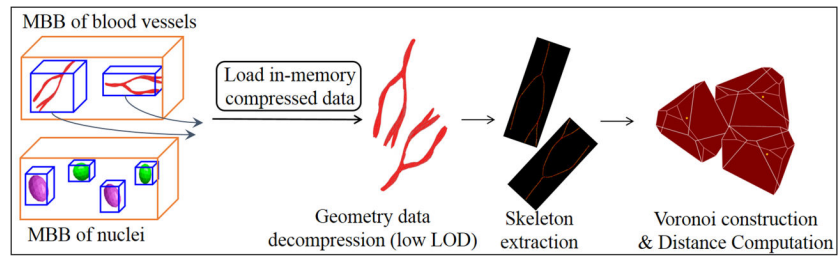 MBB of blood vessels
MBB of nuclei
Load in-memory
compressed data
Geometry data
decompression (low LOD)
Skeleton
extraction
Voronoi construction
& Distance Computation